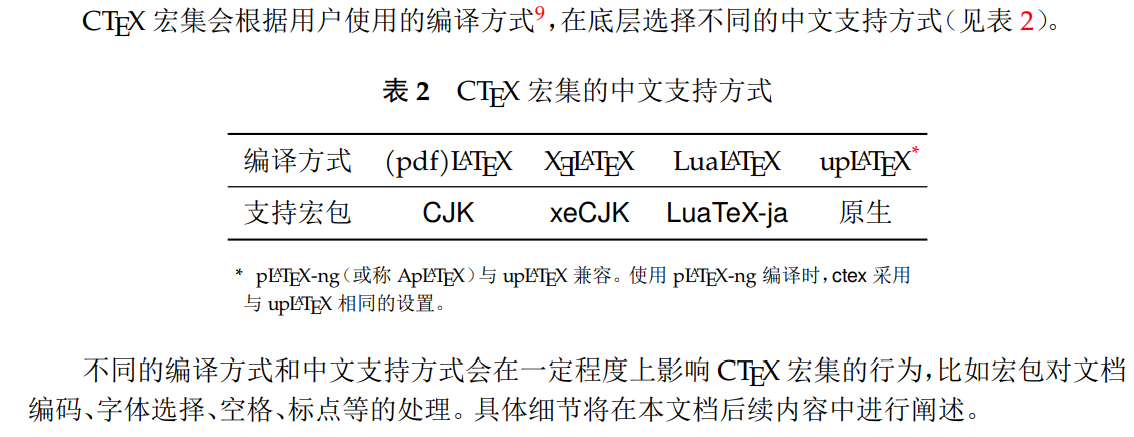 CTEX 宏集会根据用户使用的编译方式9,在底层选择不同的中文支持方式(见表 2)。
表 2 CTEX 宏集的中文支持方式
编译方式 (pdf)LATEX XƎLATEX LuaLATEX upLATEX*
支持宏包 CJK xeCJK LuaTeX-ja 原生
* pLATEX-ng(或称 ApLATEX)与 upLATEX 兼容。使用 pLATEX-ng 编译时,ctex 采用
与 upLATEX 相同的设置。
不同的编译方式和中文支持方式会在一定程度上影响 CTEX 宏集的行为,比如宏包对文档
编码、字体选择、空格、标点等的处理。具体细节将在本文档后续内容中进行阐述。